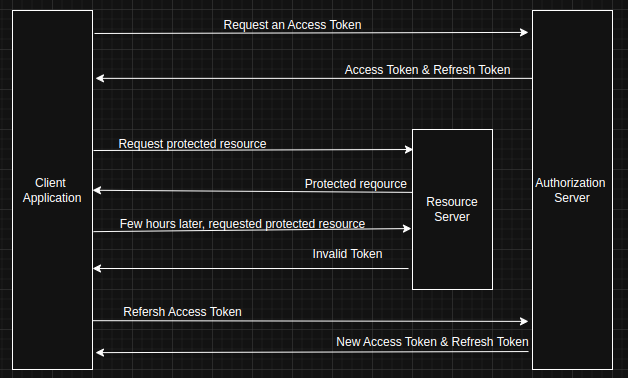 Request an Access Token
Access Token & Refresh Token
Request protected resource
Protected reqource
Client
Application
Resource
Server
Authorization
Server
Few hours later, requested protected resource
Invalid Token
Refersh Access Token
New Access Token & Refresh Token